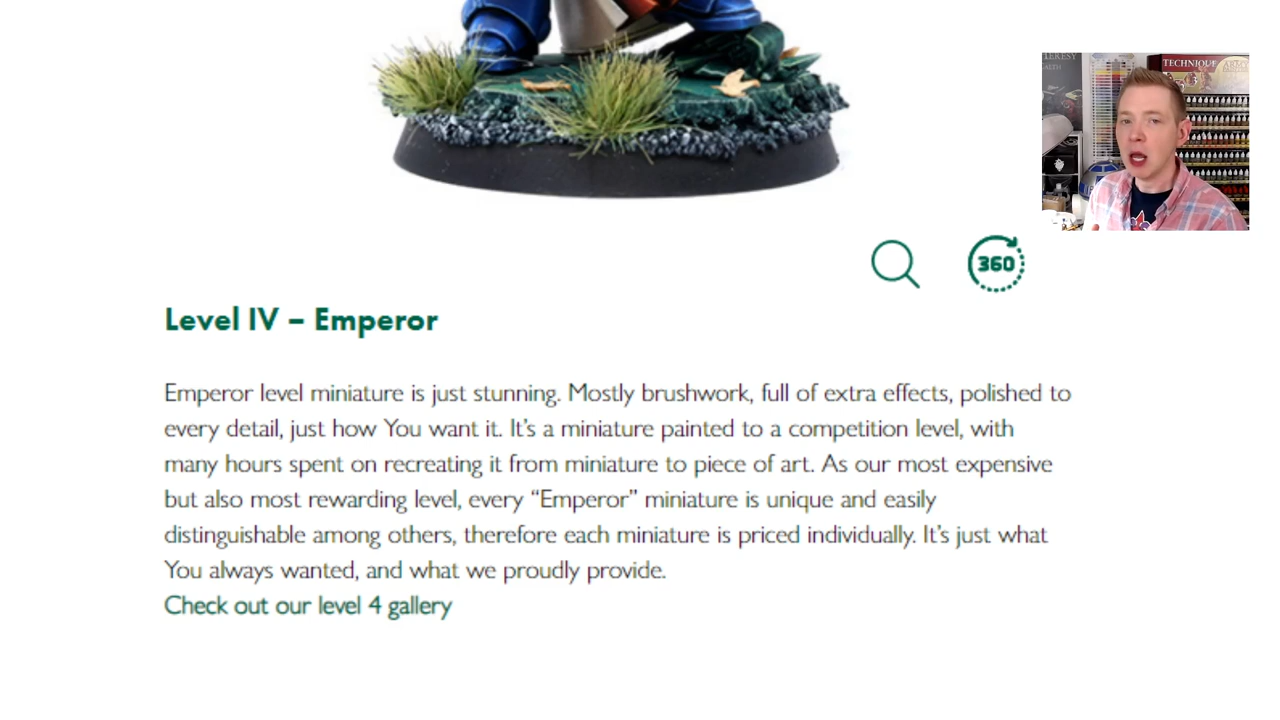 TECHNIQUE
360
Level IV – Emperor
Emperor level miniature is just stunning. Mostly brushwork, full of extra effects, polished to
every detail, just how You want it. It’s a miniature painted to a competition level, with
many hours spent on recreating it from miniature to piece of art. As our most expensive
but also most rewarding level, every “Emperor” miniature is unique and easily
distinguishable among others, therefore each miniature is priced individually. It’s just what
You always wanted, and what we proudly provide.
Check out our level 4 gallery